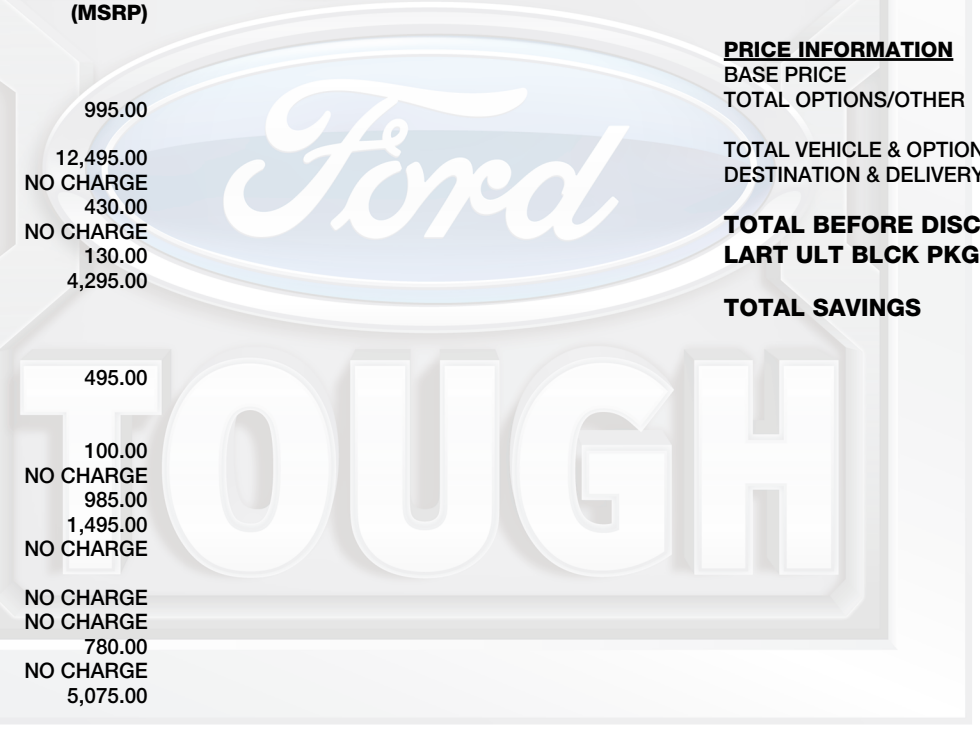 (MSRP)
995.00
12,495.00
NO CHARGE
430.00
NO CHARGE
130.00
4,295.00
495.00
100.00
NO CHARGE
985.00
1,495.00
NO CHARGE
NO CHARGE
NO CHARGE
780.00
NO CHARGE
5,075.00
PRICE INFORMATION
BASE PRICE
TOTAL OPTIONS/OTHER
TOTAL VEHICLE & OPTION
DESTINATION & DELIVERY
TOTAL BEFORE DISC
LART ULT BLCK PKG
TOTAL SAVINGS
Ford
TOUGH